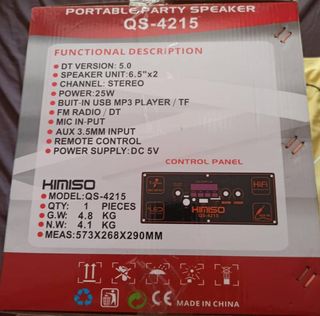 PORTABLE PARTY SPEAKER
QS-4215
FUNCTIONAL DESCRIPTION
• DT VERSION: 5.0
• SPEAKER UNIT:6.5"x2
• CHANNEL: STEREO
• POWER:25W
• BUIT-IN USB MP3 PLAYER / TF
• FM RADIO / DT
• MIC IN-PUT
• AUX 3.5MM INPUT
• REMOTE CONTROL
• POWER SUPPLY: DC 5V
CONTROL PANEL
KIMISO
• MODEL: QS-4215
• QTY: 1 PIECES
• G.W: 4.8 KG
• N.W: 4.1 KG
• MEAS:573X268X290MM
HiFi
QS-4215
CE
MADE IN CHINA